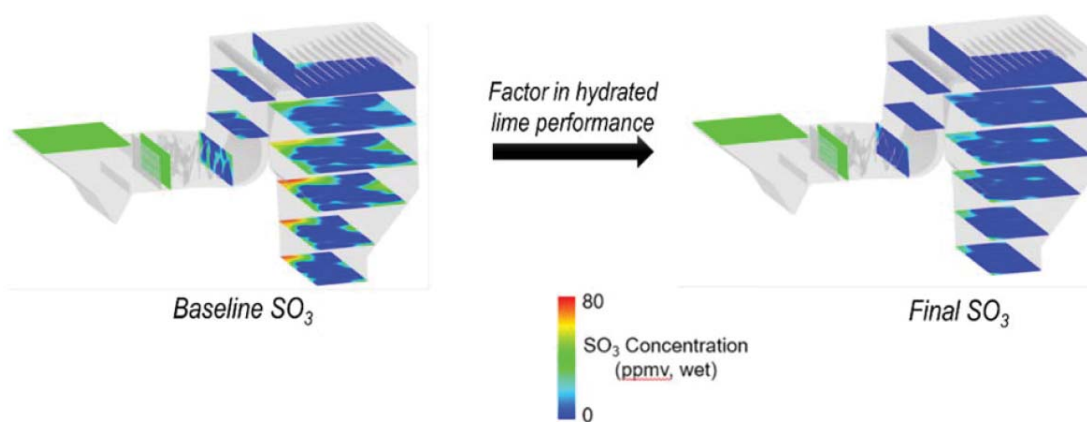 Factor in hydrated
lime performance
Baseline SO₃
Final SO₃
80
SO₃ Concentration
(ppmv, wet)
0